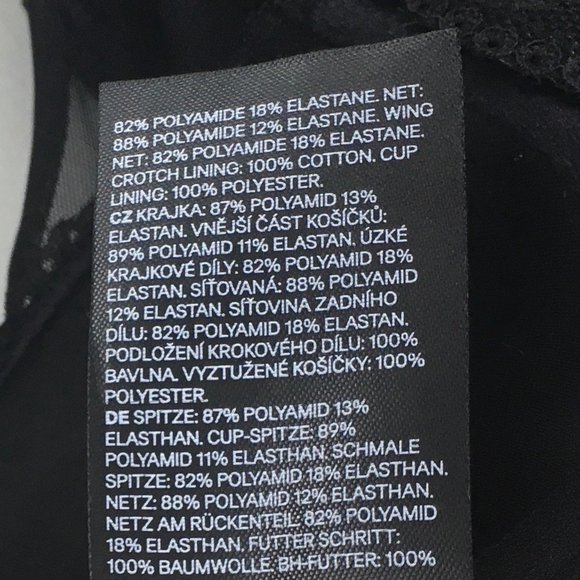 82% POLYAMIDE 18% ELASTANE. NET:
88% POLYAMIDE 12% ELASTANE. WING
NET: 82% POLYAMIDE 18% ELASTANE.
CROTCH LINING: 100% COTTON. CUP
LINING: 100% POLYESTER.
CZ KRAJKA: 87% POLYAMID 13%
ELASTAN. VNĚJŠÍ ČÁST KOŠÍČKŮ:
89% POLYAMID 11% ELASTAN. ÚZKÉ
KRAJKOVÉ DÍLY: 82% POLYAMID 18%
ELASTAN. SÍŤOVANÁ: 88% POLYAMID
12% ELASTAN. SÍŤOVINA ZADNÍHO
DÍLU: 82% POLYAMID 18% ELASTAN.
PODLOŽENÍ KROKOVÉHO DÍLU: 100%
BAVLNA. VYZTUŽENÉ KOŠÍČKY: 100%
POLYESTER.
DE SPITZE: 87% POLYAMID 13%
ELASTHAN. CUP-SPITZE: 89%
POLYAMID 11% ELASTHAN. SCHMALE
SPITZE: 82% POLYAMID 18% ELASTHAN.
NETZ: 88% POLYAMID 12% ELASTHAN.
NETZ AM RÜCKENTEIL: 82% POLYAMID
18% ELASTHAN. FUTTER SCHRITT:
100% BAUMWOLLE. BH-FUTTER: 100%